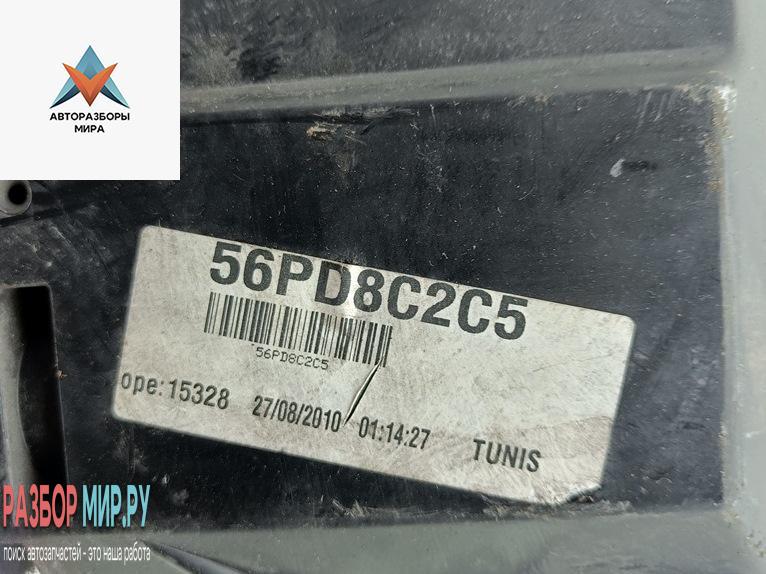 АВТОРАЗБОРЫ
МИРА
56PD8C2C5
56PD8C2C5
ope:15328 27/08/2010 01:14:27 TUNIS
РАЗБОР МИР.РУ
поиск автозапчастей - это наша работа